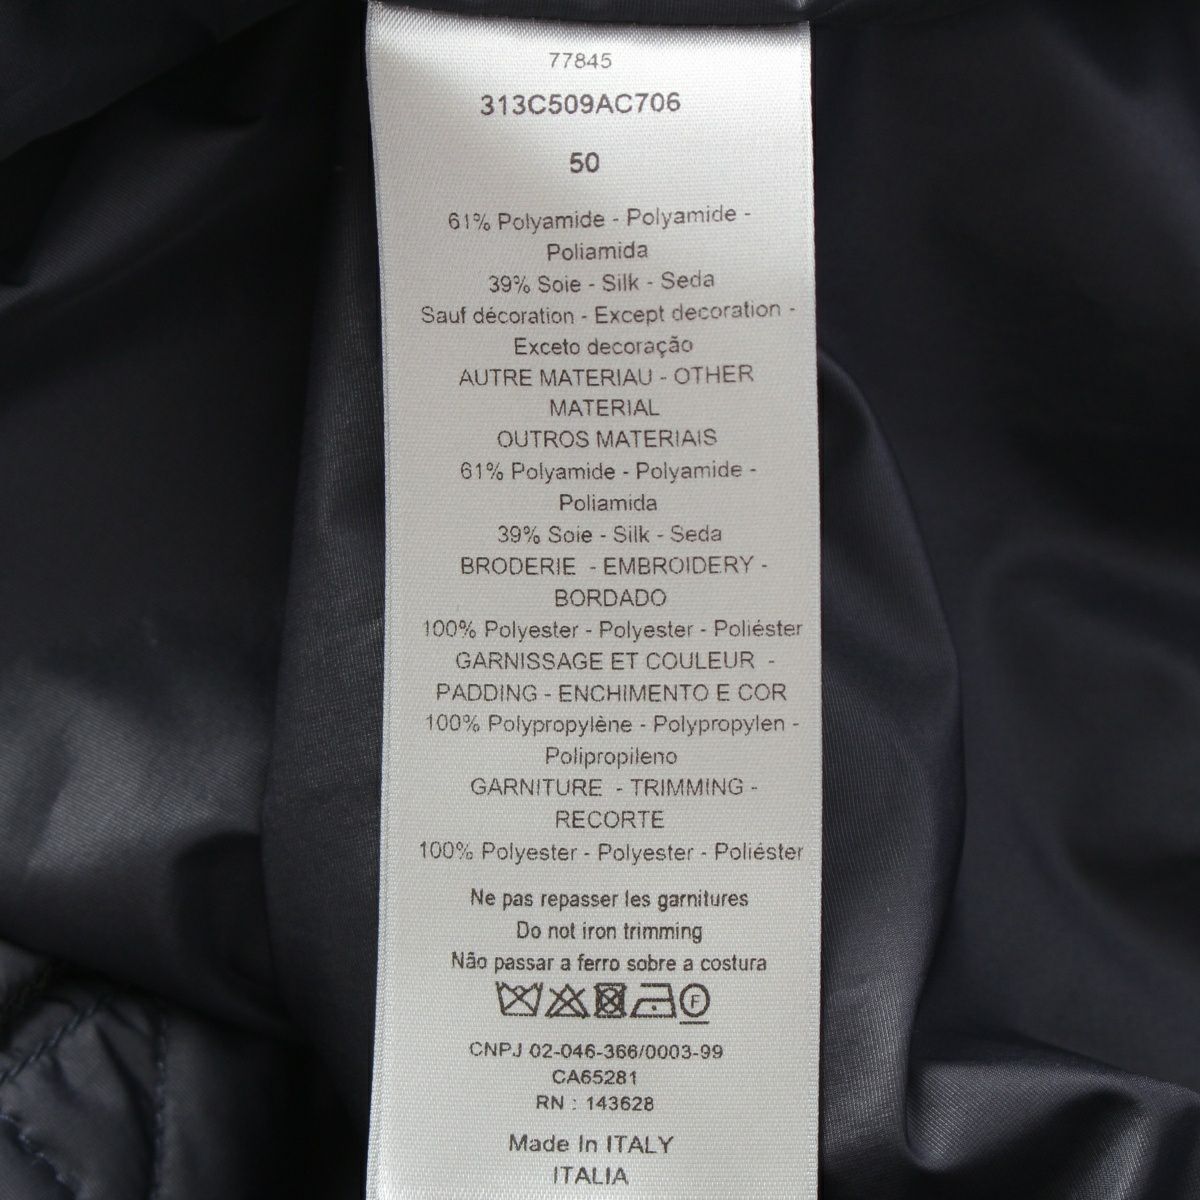 77845
313C509AC706
50
61% Polyamide - Polyamide -
Poliamida
39% Soie - Silk - Seda
Sauf décoration - Except decoration -
Exceto decoração
AUTRE MATERIAU - OTHER
MATERIAL
OUTROS MATERIAIS
61% Polyamide - Polyamide -
Poliamida
39% Soie - Silk - Seda
BRODERIE - EMBROIDERY -
BORDADO
100% Polyester - Polyester - Poliéster
GARNISSAGE ET COULEUR -
PADDING - ENCHIMENTO E COR
100% Polypropylène - Polypropylen -
Polipropileno
GARNITURE - TRIMMING -
RECORTE
100% Polyester - Polyester - Poliéster
Ne pas repasser les garnitures
Do not iron trimming
Não passar a ferro sobre a costura
F
CNPJ 02-046-366/0003-99
CA65281
RN : 143628
Made In ITALY
ITALIA